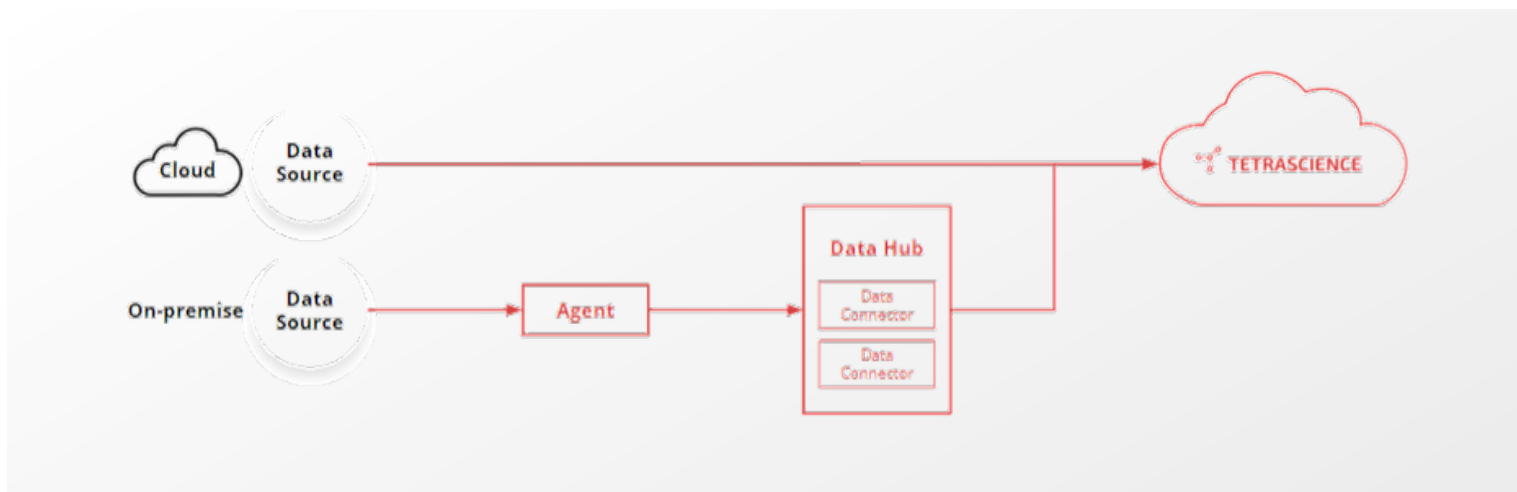 Cloud
Data
Source
TETRASCIENCE
On-premise
Data
Source
Agent
Data Hub
Data
Connector
Data
Connector